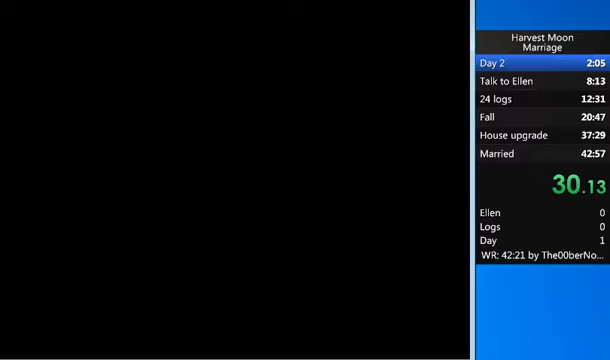 Harvest Moon
Marriage
Day 2 2:05
Talk to Ellen 8:13
24 logs 12:31
Fall 20:47
House upgrade 37:29
Married 42:57
30.13
Ellen 0
Logs 0
Day 1
WR: 42:21 by The00berNo...